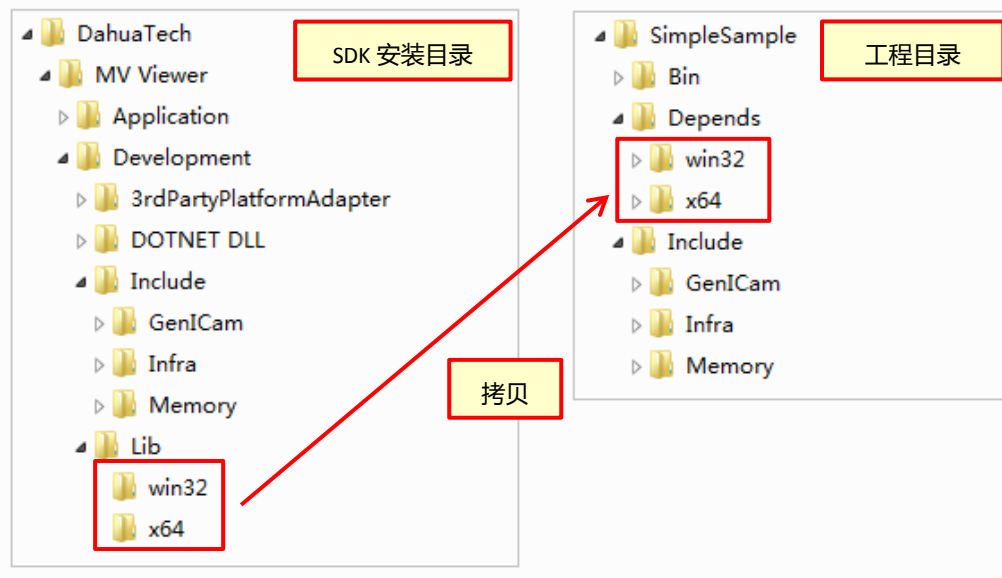 DahuaTech
SDK 安装目录
MV Viewer
Application
Development
3rdPartyPlatformAdapter
DOTNET DLL
Include
GenICam
Infra
Memory
Lib
win32
x64
拷贝
SimpleSample
工程目录
Bin
Depends
win32
x64
Include
GenICam
Infra
Memory